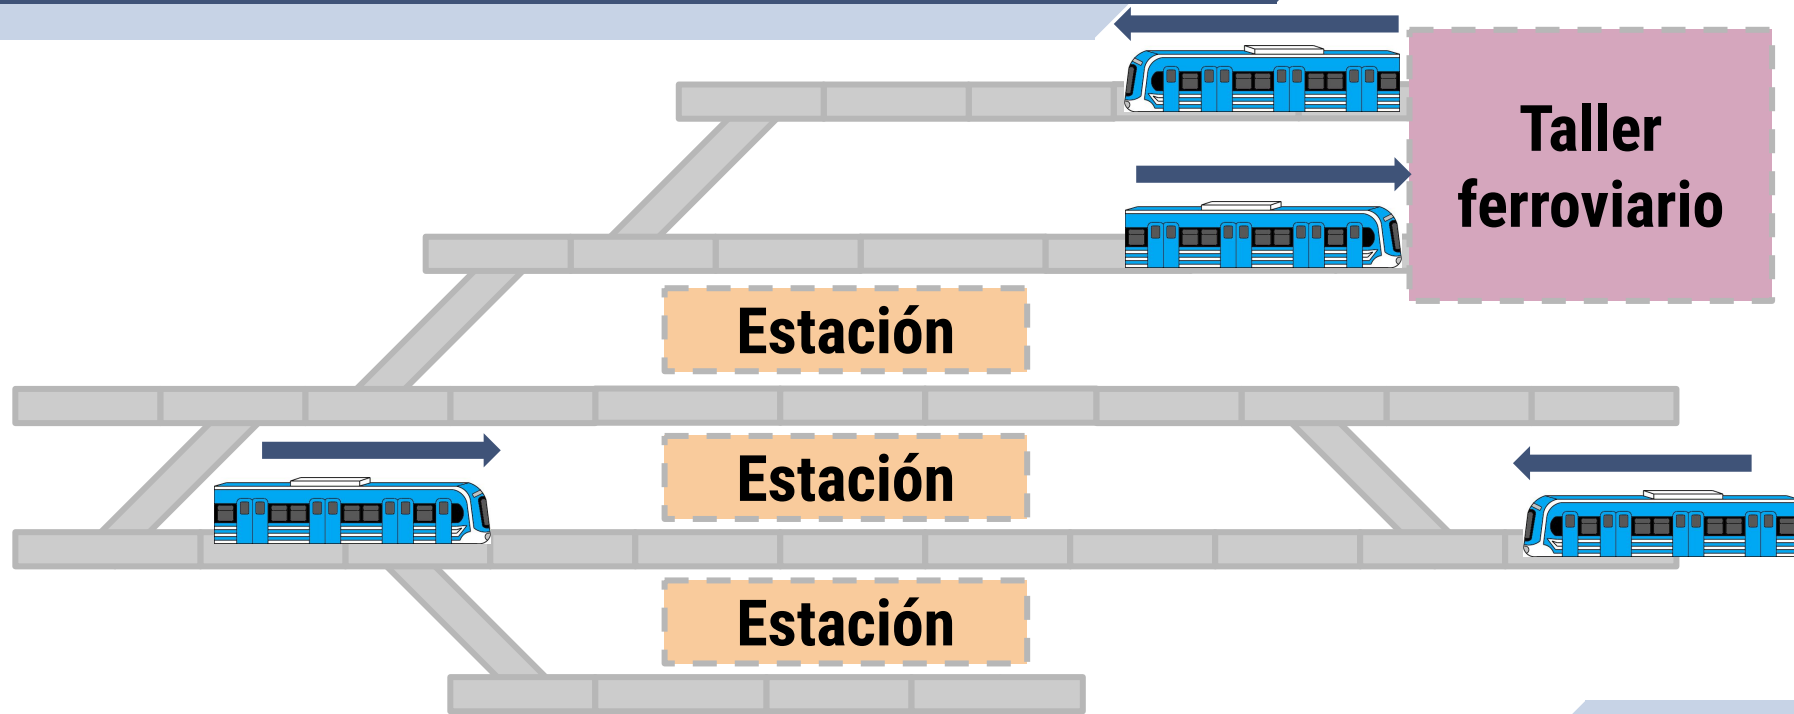 Taller
ferroviario
Estación
Estación
Estación